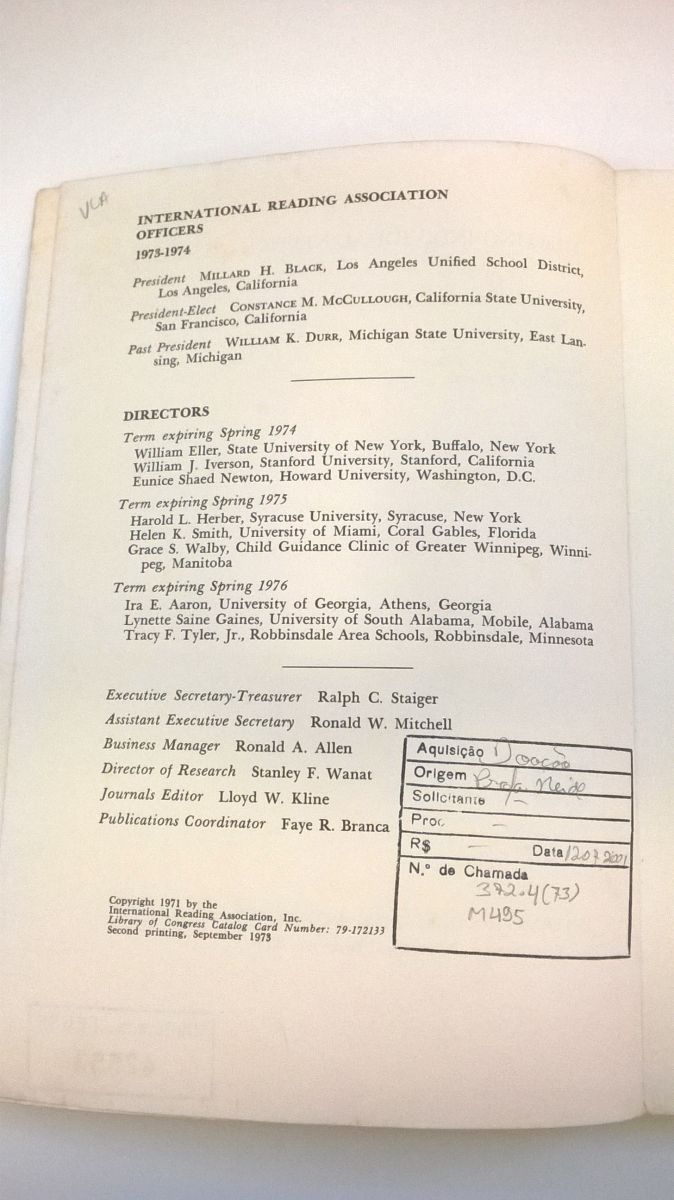 VLA
INTERNATIONAL READING ASSOCIATION
OFFICERS
1973-1974
President MILLARD H. BLACK, Los Angeles Unified School District,
Los Angeles, California
President-Elect CONSTANCE M. MCCULLOUGH, California State University,
San Francisco, California
Past President WILLIAM K. DURR, Michigan State University, East Lan-
sing, Michigan
DIRECTORS
Term expiring Spring 1974
William Eller, State University of New York, Buffalo, New York
William J. Iverson, Stanford University, Stanford, California
Eunice Shaed Newton, Howard University, Washington, D.C.
Term expiring Spring 1975
Harold L. Herber, Syracuse University, Syracuse, New York
Helen K. Smith, University of Miami, Coral Gables, Florida
Grace S. Walby, Child Guidance Clinic of Greater Winnipeg, Winni-
peg, Manitoba
Term expiring Spring 1976
Ira E. Aaron, University of Georgia, Athens, Georgia
Lynette Saine Gaines, University of South Alabama, Mobile, Alabama
Tracy F. Tyler, Jr., Robbinsdale Area Schools, Robbinsdale, Minnesota
Executive Secretary-Treasurer Ralph C. Staiger
Assistant Executive Secretary Ronald W. Mitchell
Business Manager Ronald A. Allen
Director of Research Stanley F. Wanat
Journals Editor Lloyd W. Kline
Publications Coordinator Faye R. Branca
Copyright 1971 by the
International Reading Association, Inc.
Library of Congress Catalog Card Number: 79-172133
Second printing, September 1973
Aquisição Doação
Origem Profa. Neide
Solicitante
Proc.
R$ Data
N.º de Chamada
372.4(73)
M495